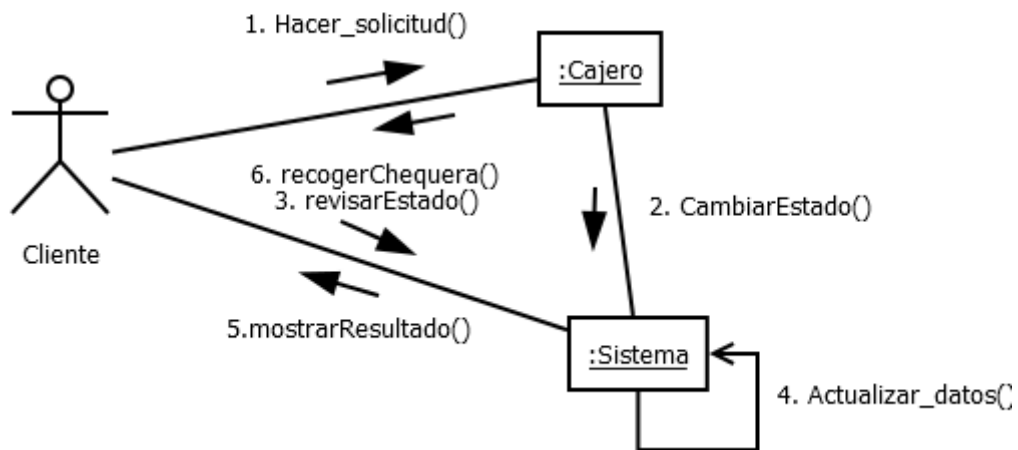 1. Hacer_solicitud()
:Cajero
6. recogerChequera()
3. revisarEstado()
2. CambiarEstado()
Cliente
5.mostrarResultado()
:Sistema
4. Actualizar_datos()